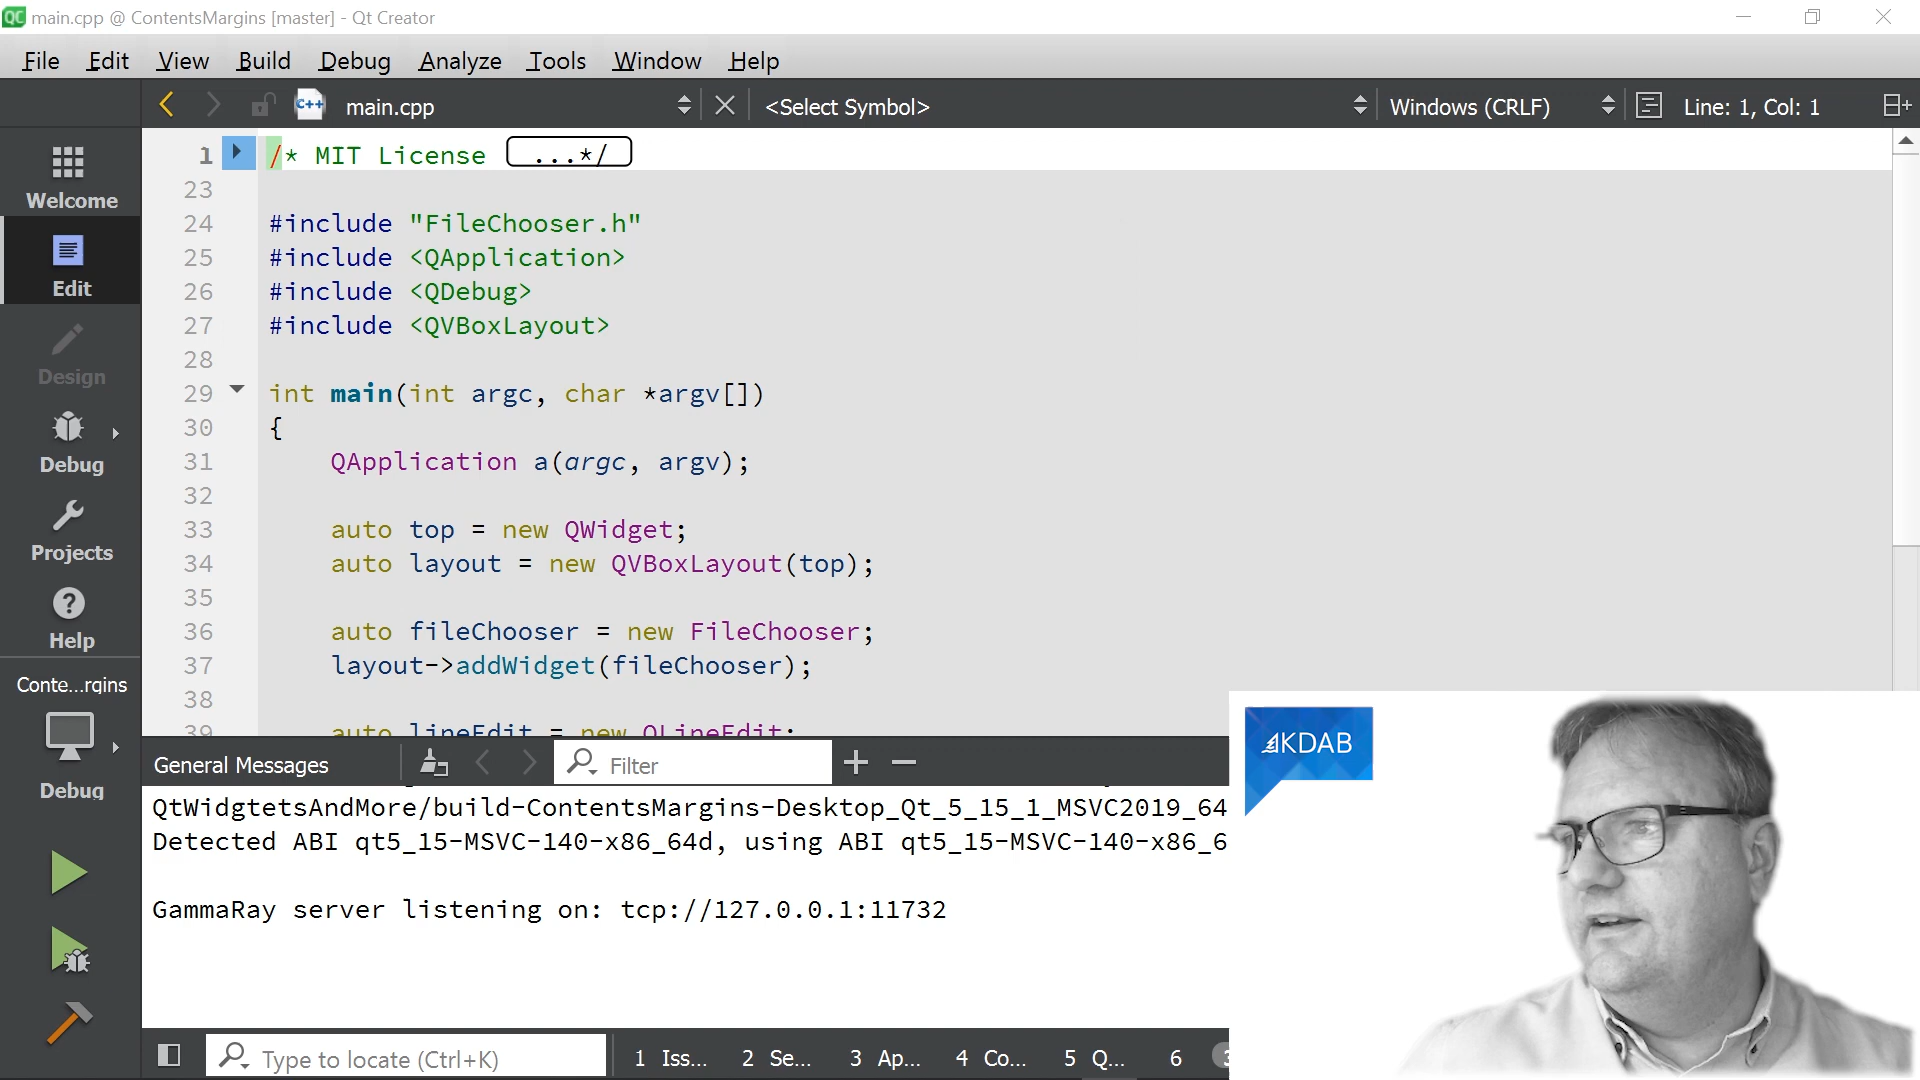 main.cpp @ ContentsMargins [master] - Qt Creator
File Edit View Build Debug Analyze Tools Window Help
main.cpp <Select Symbol> Windows (CRLF) Line: 1, Col: 1
1 /* MIT License ...*/
23
24 #include "FileChooser.h"
25 #include <QApplication>
26 #include <QDebug>
27 #include <QVBoxLayout>
28
29 int main(int argc, char *argv[])
30 {
31 QApplication a(argc, argv);
32
33 auto top = new QWidget;
34 auto layout = new QVBoxLayout(top);
35
36 auto fileChooser = new FileChooser;
37 layout->addWidget(fileChooser);
38
39 auto lineEdit = new QLineEdit;
Welcome
Edit
Design
Debug
Projects
Help
Conte...rgins
Debug
General Messages Filter
QtWidgtetsAndMore/build-ContentsMargins-Desktop_Qt_5_15_1_MSVC2019_64
Detected ABI qt5_15-MSVC-140-x86_64d, using ABI qt5_15-MSVC-140-x86_6
GammaRay server listening on: tcp://127.0.0.1:11732
KDAB
Type to locate (Ctrl+K) 1 Iss... 2 Se... 3 Ap... 4 Co... 5 Q... 6